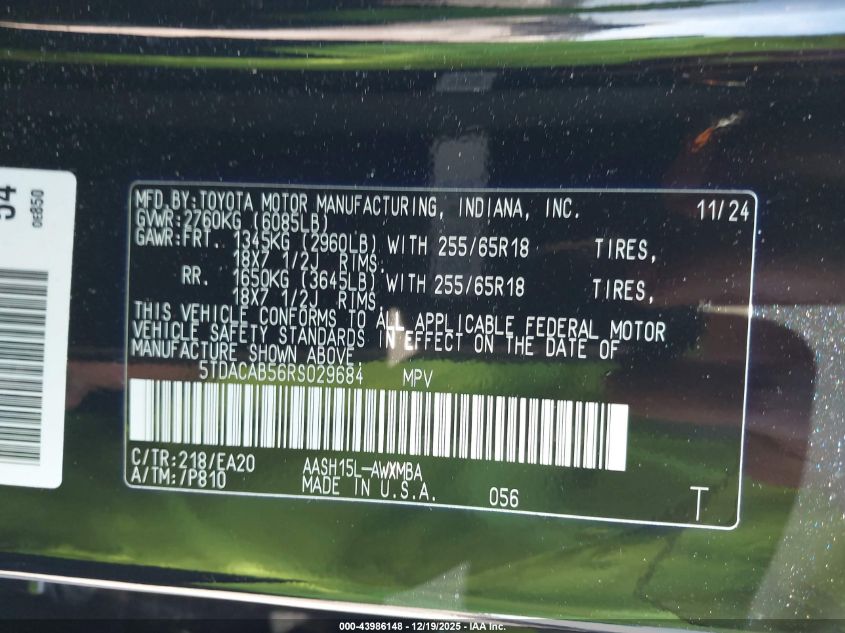 54
0EB50
MFD.BY:TOYOTA MOTOR MANUFACTURING, INDIANA, INC. 11/24
GVWR:2760KG (6085LB)
GAWR:FRT. 1345KG (2960LB) WITH 255/65R18 TIRES,
18X7 1/2J RIMS.
RR. 1650KG (3645LB) WITH 255/65R18 TIRES,
18X7 1/2J RIMS
THIS VEHICLE CONFORMS TO ALL APPLICABLE FEDERAL MOTOR
VEHICLE SAFETY STANDARDS IN EFFECT ON THE DATE OF
MANUFACTURE SHOWN ABOVE.
5TDACAB56RS029684 MPV
C/TR:218/EA20 AASH15L-AWXMBA
A/TM:-/P810 MADE IN U.S.A. 056 T
000-43986148 - 12/19/2025 - IAA Inc.